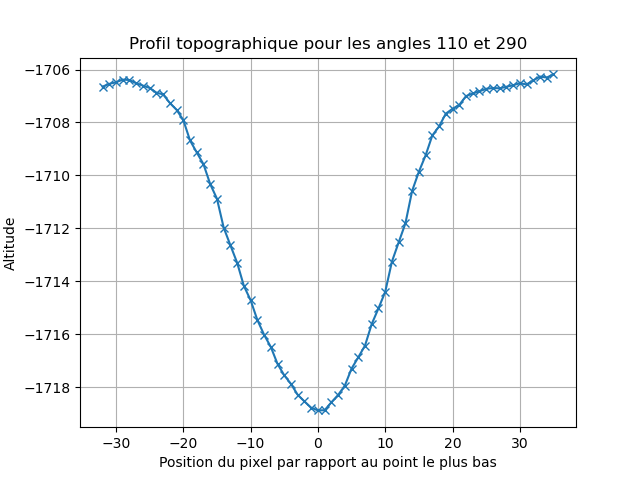 Profil topographique pour les angles 110 et 290
−1706
−1708
−1710
−1712
−1714
−1716
−1718
Altitude
−30 −20 −10 0 10 20 30
Position du pixel par rapport au point le plus bas